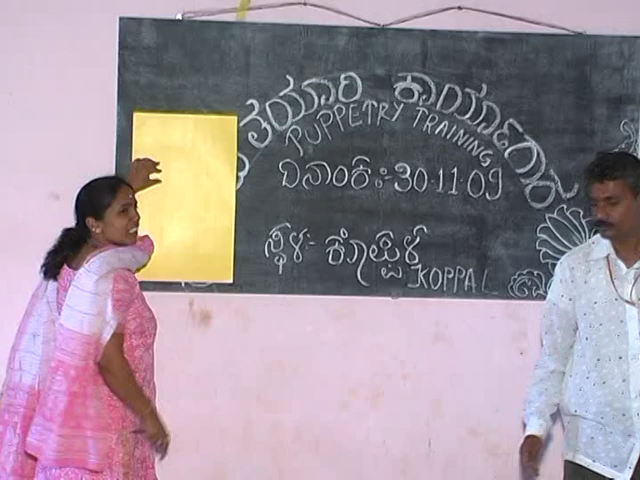 ತಯಾರಿ ಕಾರ್ಯಾಗಾರ
PUPPETRY TRAINING
ದಿನಾಂಕ:30-11-09
ಸ್ಥಳ:- ಕೊಪ್ಪಳ
KOPPAL